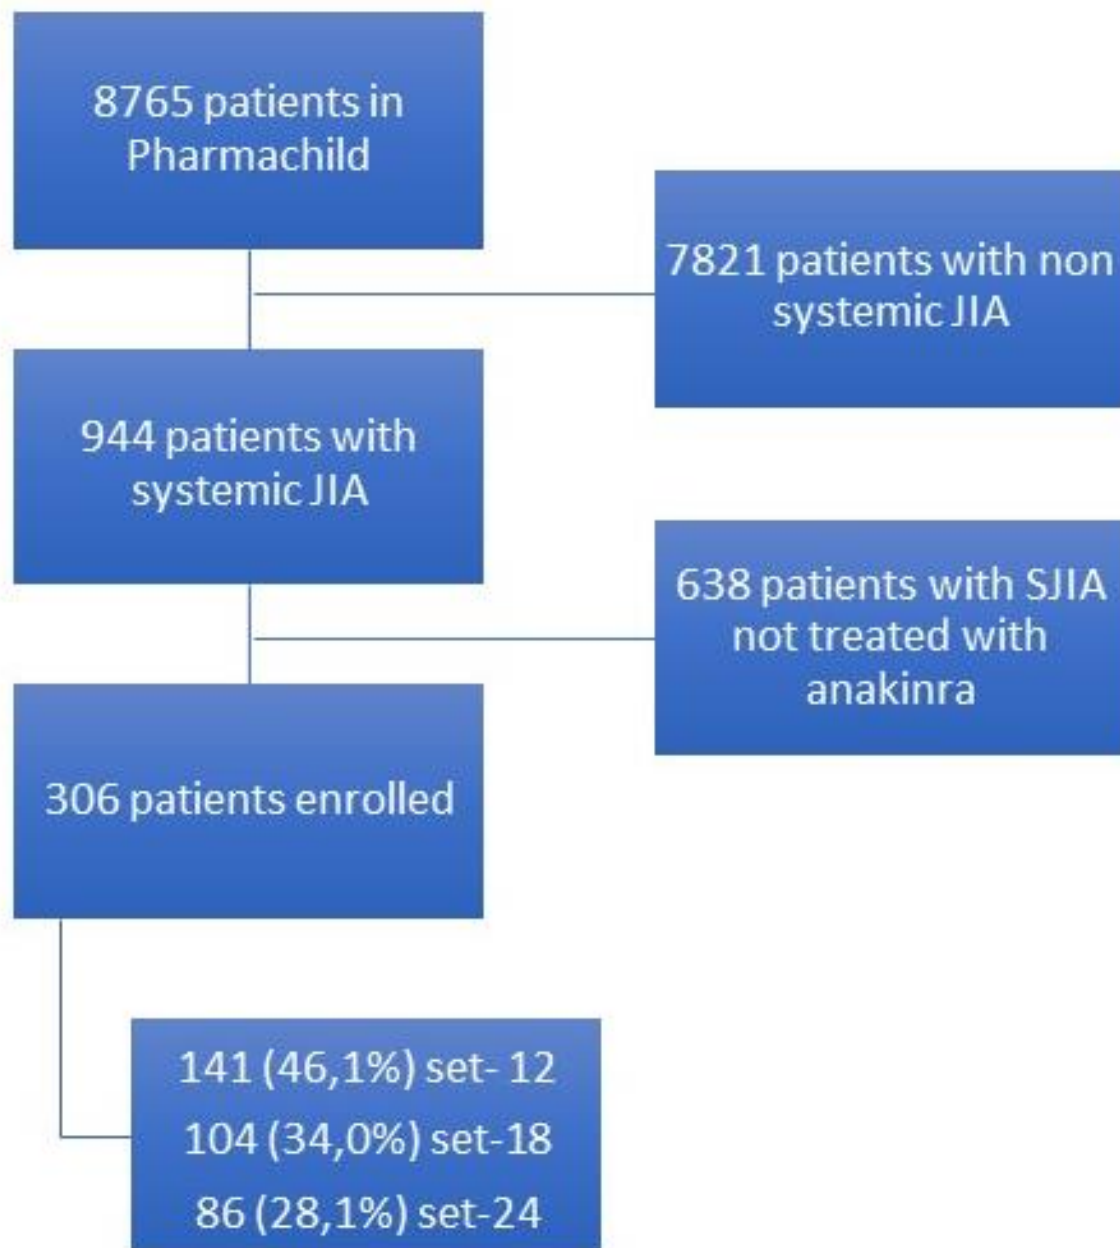 8765 patients in
Pharmachild
7821 patients with non
systemic JIA
944 patients with
systemic JIA
638 patients with SJIA
not treated with
anakinra
306 patients enrolled
141 (46,1%) set- 12
104 (34,0%) set-18
86 (28,1%) set-24